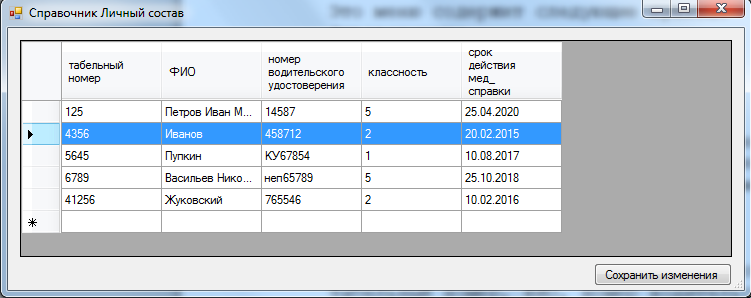 Справочник Личный состав
табельный номер
ФИО
номер водительского удостоверения
классность
срок действия мед_ справки
125 Петров Иван М... 14587 5 25.04.2020
4356 Иванов 458712 2 20.02.2015
5645 Пупкин КУ67854 1 10.08.2017
6789 Васильев Нико... неп65789 5 25.10.2018
41256 Жуковский 765546 2 10.02.2016
Сохранить изменения